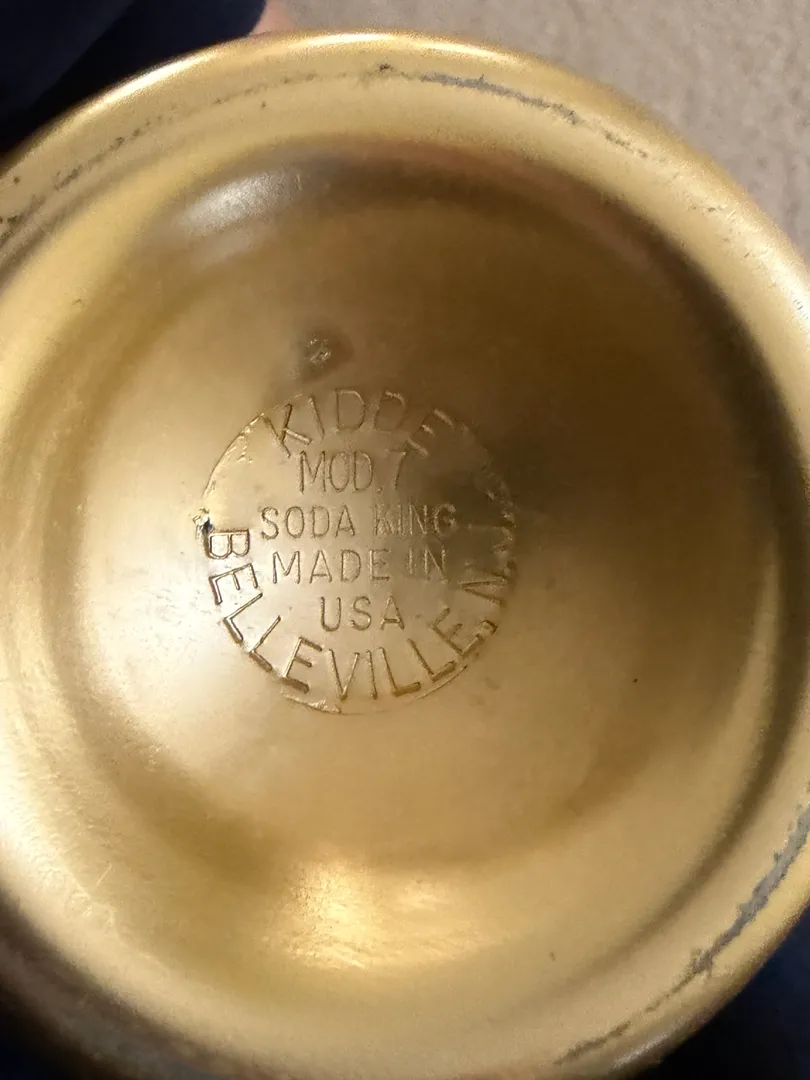 KIDDE
MOD. 7
SODA KING
MADE IN
USA
BELLEVILLE, N.J.